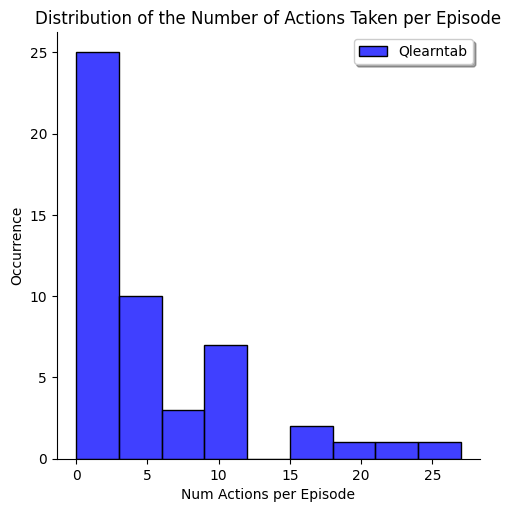 Distribution of the Number of Actions Taken per Episode
Qlearntab
25
20
15
10
5
0
Occurrence
0 5 10 15 20 25
Num Actions per Episode